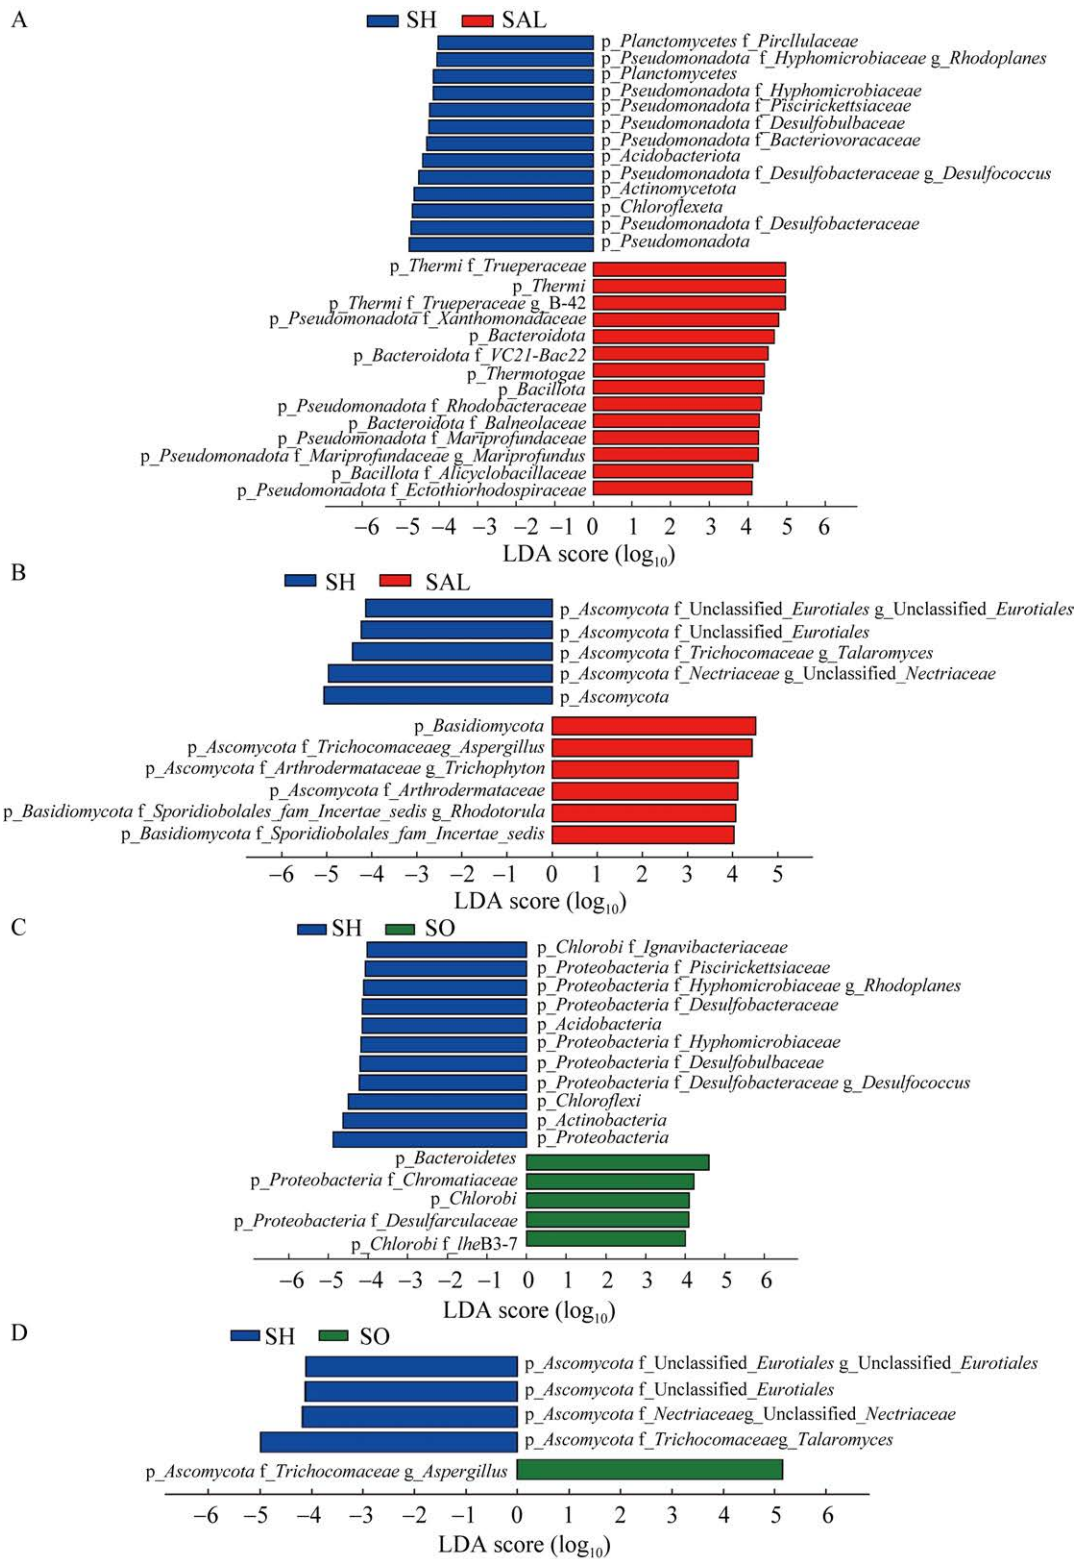 A
SH SAL
p_Planctomycetes f_Pircllulaceae
p_Pseudomonadota f_Hyphomicrobiaceae g_Rhodoplanes
p_Planctomycetes
p_Pseudomonadota f_Hyphomicrobiaceae
p_Pseudomonadota f_Piscirickettsiaceae
p_Pseudomonadota f_Desulfobulbaceae
p_Pseudomonadota f_Bacteriovoracaceae
p_Acidobacteriota
p_Pseudomonadota f_Desulfobacteraceae g_Desulfococcus
p_Actinomycetota
p_Chloroflexeta
p_Pseudomonadota f_Desulfobacteraceae
p_Pseudomonadota
p_Thermi f_Trueperaceae
p_Thermi
p_Thermi f_Trueperaceae g_B-42
p_Pseudomonadota f_Xanthomonadaceae
p_Bacteroidota
p_Bacteroidota f_VC21-Bac22
p_Thermotogae
p_Bacillota
p_Pseudomonadota f_Rhodobacteraceae
p_Bacteroidota f_Balneolaceae
p_Pseudomonadota f_Mariprofundaceae
p_Pseudomonadota f_Mariprofundaceae g_Mariprofundus
p_Bacillota f_Alicyclobacillaceae
p_Pseudomonadota f_Ectothiorhodospiraceae
−6 −5 −4 −3 −2 −1 0 1 2 3 4 5 6
LDA score (log10)
B
SH SAL
p_Ascomycota f_Unclassified_Eurotiales g_Unclassified_Eurotiales
p_Ascomycota f_Unclassified_Eurotiales
p_Ascomycota f_Trichocomaceae g_Talaromyces
p_Ascomycota f_Nectriaceae g_Unclassified_Nectriaceae
p_Ascomycota
p_Basidiomycota
p_Ascomycota f_Trichocomaceaeg_Aspergillus
p_Ascomycota f_Arthrodermataceae g_Trichophyton
p_Ascomycota f_Arthrodermataceae
p_Basidiomycota f_Sporidiobolales_fam_Incertae_sedis g_Rhodotorula
p_Basidiomycota f_Sporidiobolales_fam_Incertae_sedis
−6 −5 −4 −3 −2 −1 0 1 2 3 4 5
LDA score (log10)
C
SH SO
p_Chlorobi f_Ignavibacteriaceae
p_Proteobacteria f_Piscirickettsiaceae
p_Proteobacteria f_Hyphomicrobiaceae g_Rhodoplanes
p_Proteobacteria f_Desulfobacteraceae
p_Acidobacteria
p_Proteobacteria f_Hyphomicrobiaceae
p_Proteobacteria f_Desulfobulbaceae
p_Proteobacteria f_Desulfobacteraceae g_Desulfococcus
p_Chloroflexi
p_Actinobacteria
p_Proteobacteria
p_Bacteroidetes
p_Proteobacteria f_Chromatiaceae
p_Chlorobi
p_Proteobacteria f_Desulfarculaceae
p_Chlorobi f_lheB3-7
−6 −5 −4 −3 −2 −1 0 1 2 3 4 5 6
LDA score (log10)
D
SH SO
p_Ascomycota f_Unclassified_Eurotiales g_Unclassified_Eurotiales
p_Ascomycota f_Unclassified_Eurotiales
p_Ascomycota f_Nectriaceaeg_Unclassified_Nectriaceae
p_Ascomycota f_Trichocomaceaeg_Talaromyces
p_Ascomycota f_Trichocomaceae g_Aspergillus
−6 −5 −4 −3 −2 −1 0 1 2 3 4 5 6
LDA score (log10)